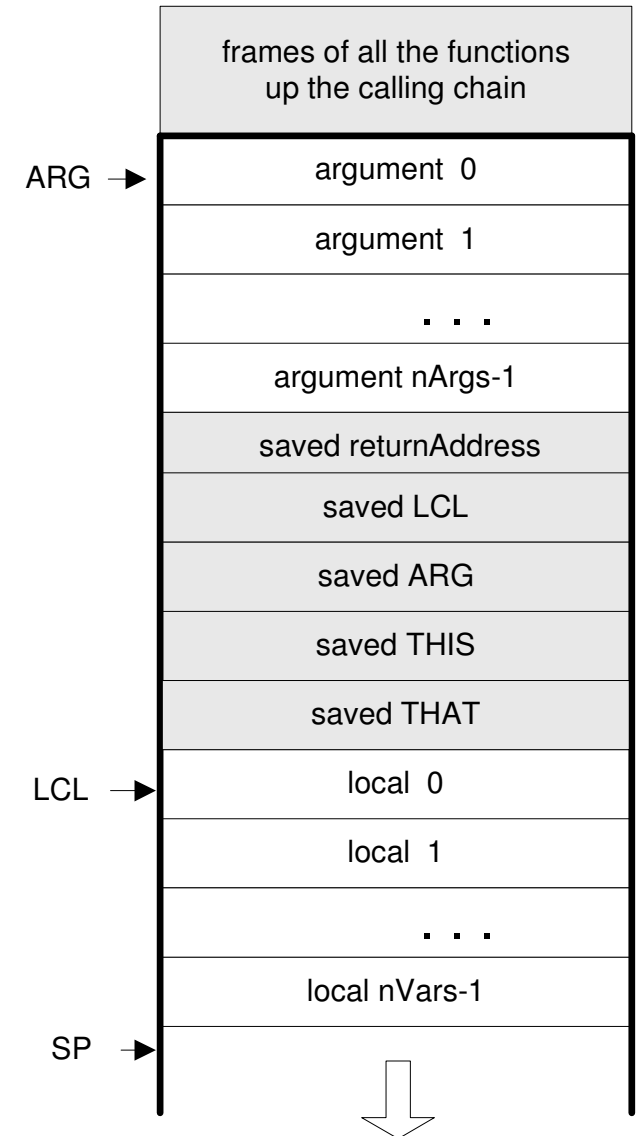 frames of all the functions
up the calling chain
ARG
argument 0
argument 1
. . .
argument nArgs-1
saved returnAddress
saved LCL
saved ARG
saved THIS
saved THAT
LCL
local 0
local 1
. . .
local nVars-1
SP